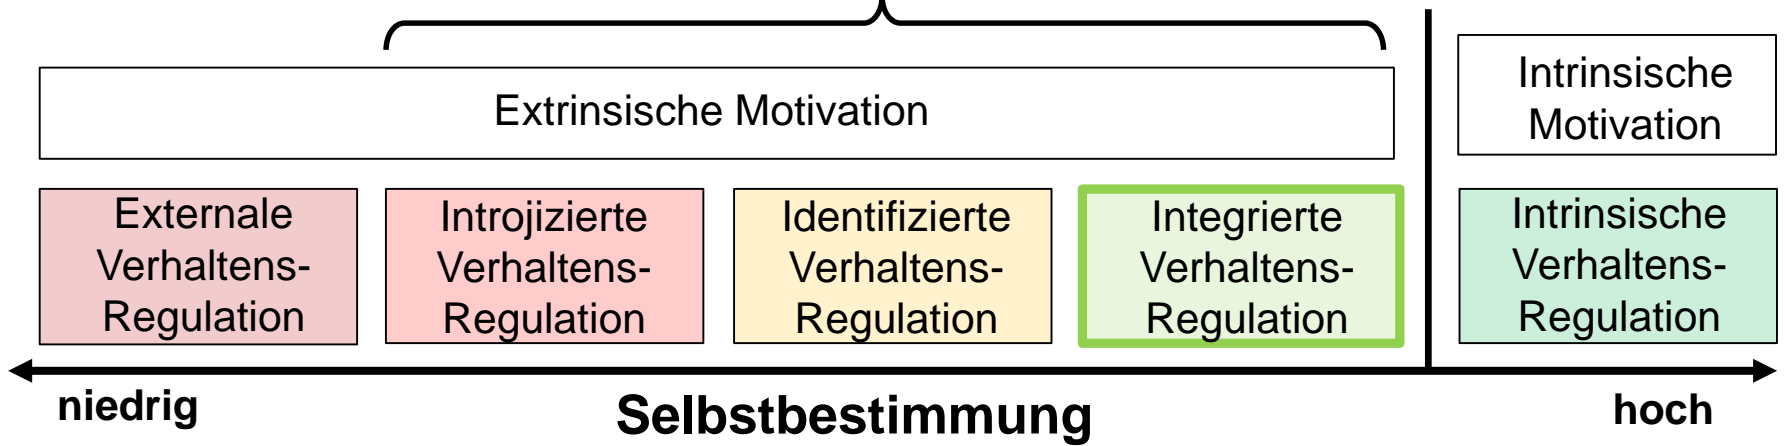 Extrinsische Motivation
Intrinsische
Motivation
Externale
Verhaltens-
Regulation
Introjizierte
Verhaltens-
Regulation
Identifizierte
Verhaltens-
Regulation
Integrierte
Verhaltens-
Regulation
Intrinsische
Verhaltens-
Regulation
niedrig
Selbstbestimmung
hoch